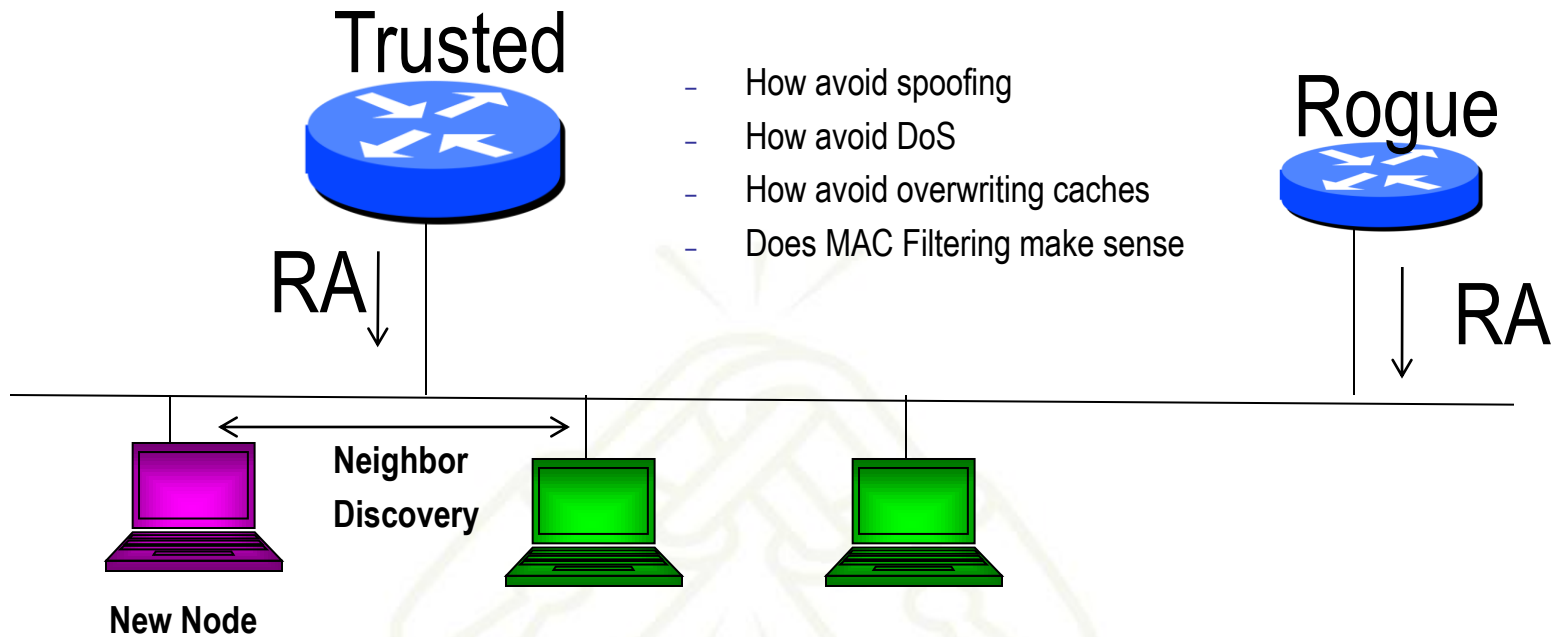 Trusted
– How avoid spoofing
– How avoid DoS
– How avoid overwriting caches
– Does MAC Filtering make sense
Rogue
RA
RA
Neighbor
Discovery
New Node